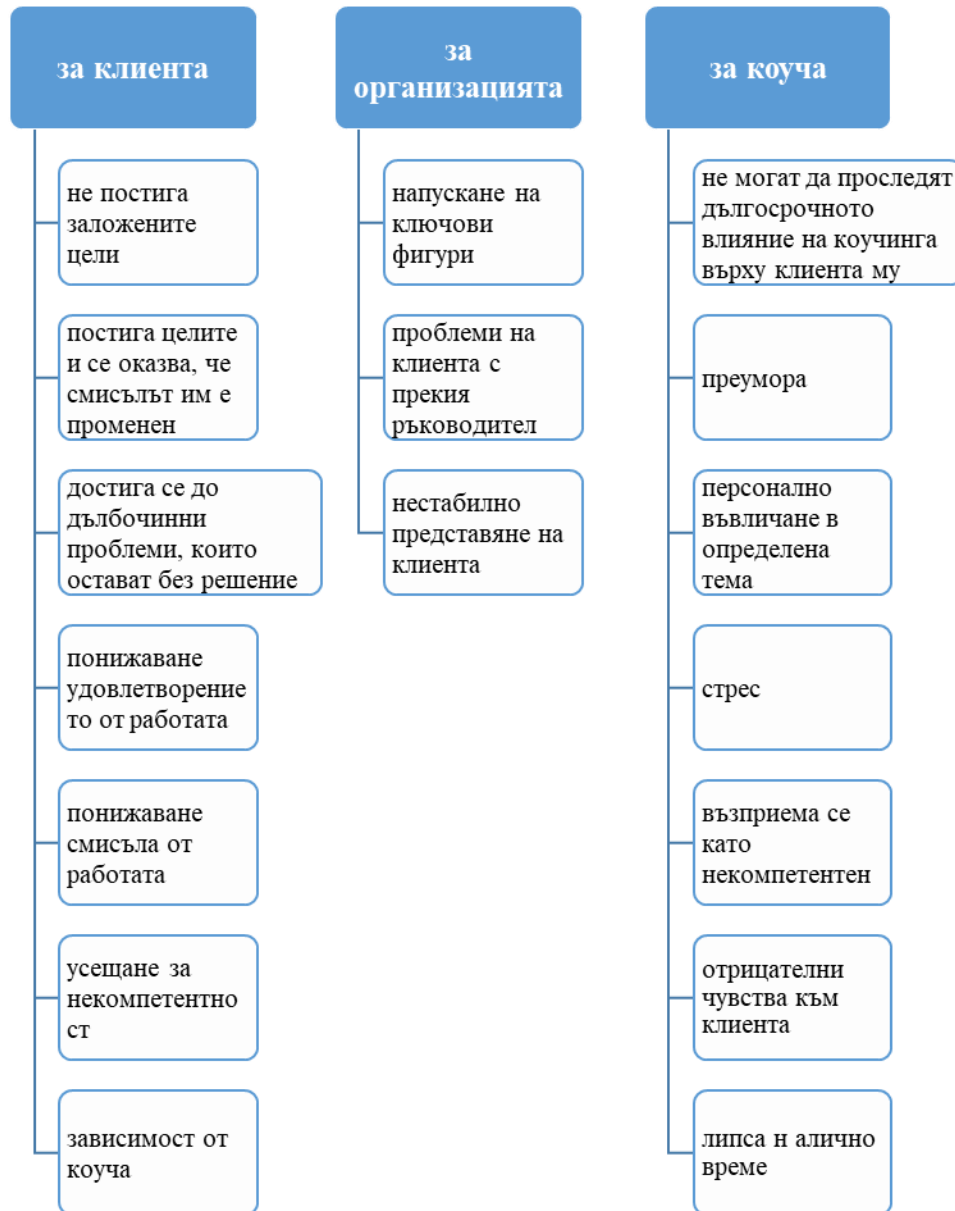 за клиента
не постига
заложените
цели
постига целите
и се оказва, че
смисълът им е
променен
достига се до
дълбочинни
проблеми, които
остават без решение
понижаване
удовлетворение
то от работата
понижаване
смисъла от
работата
усещане за
некомпетентно
ст
зависимост от
коуча
за
организацията
напускане на
ключови
фигури
проблеми на
клиента с
прекия
ръководител
нестабилно
представяне на
клиента
за коуча
не могат да проследят
дългосрочното
влияние на коучинга
върху клиента му
преумора
персонално
въвличане в
определена
тема
стрес
възприема се
като
некомпетентен
отрицателни
чувства към
клиента
липса н алично
време